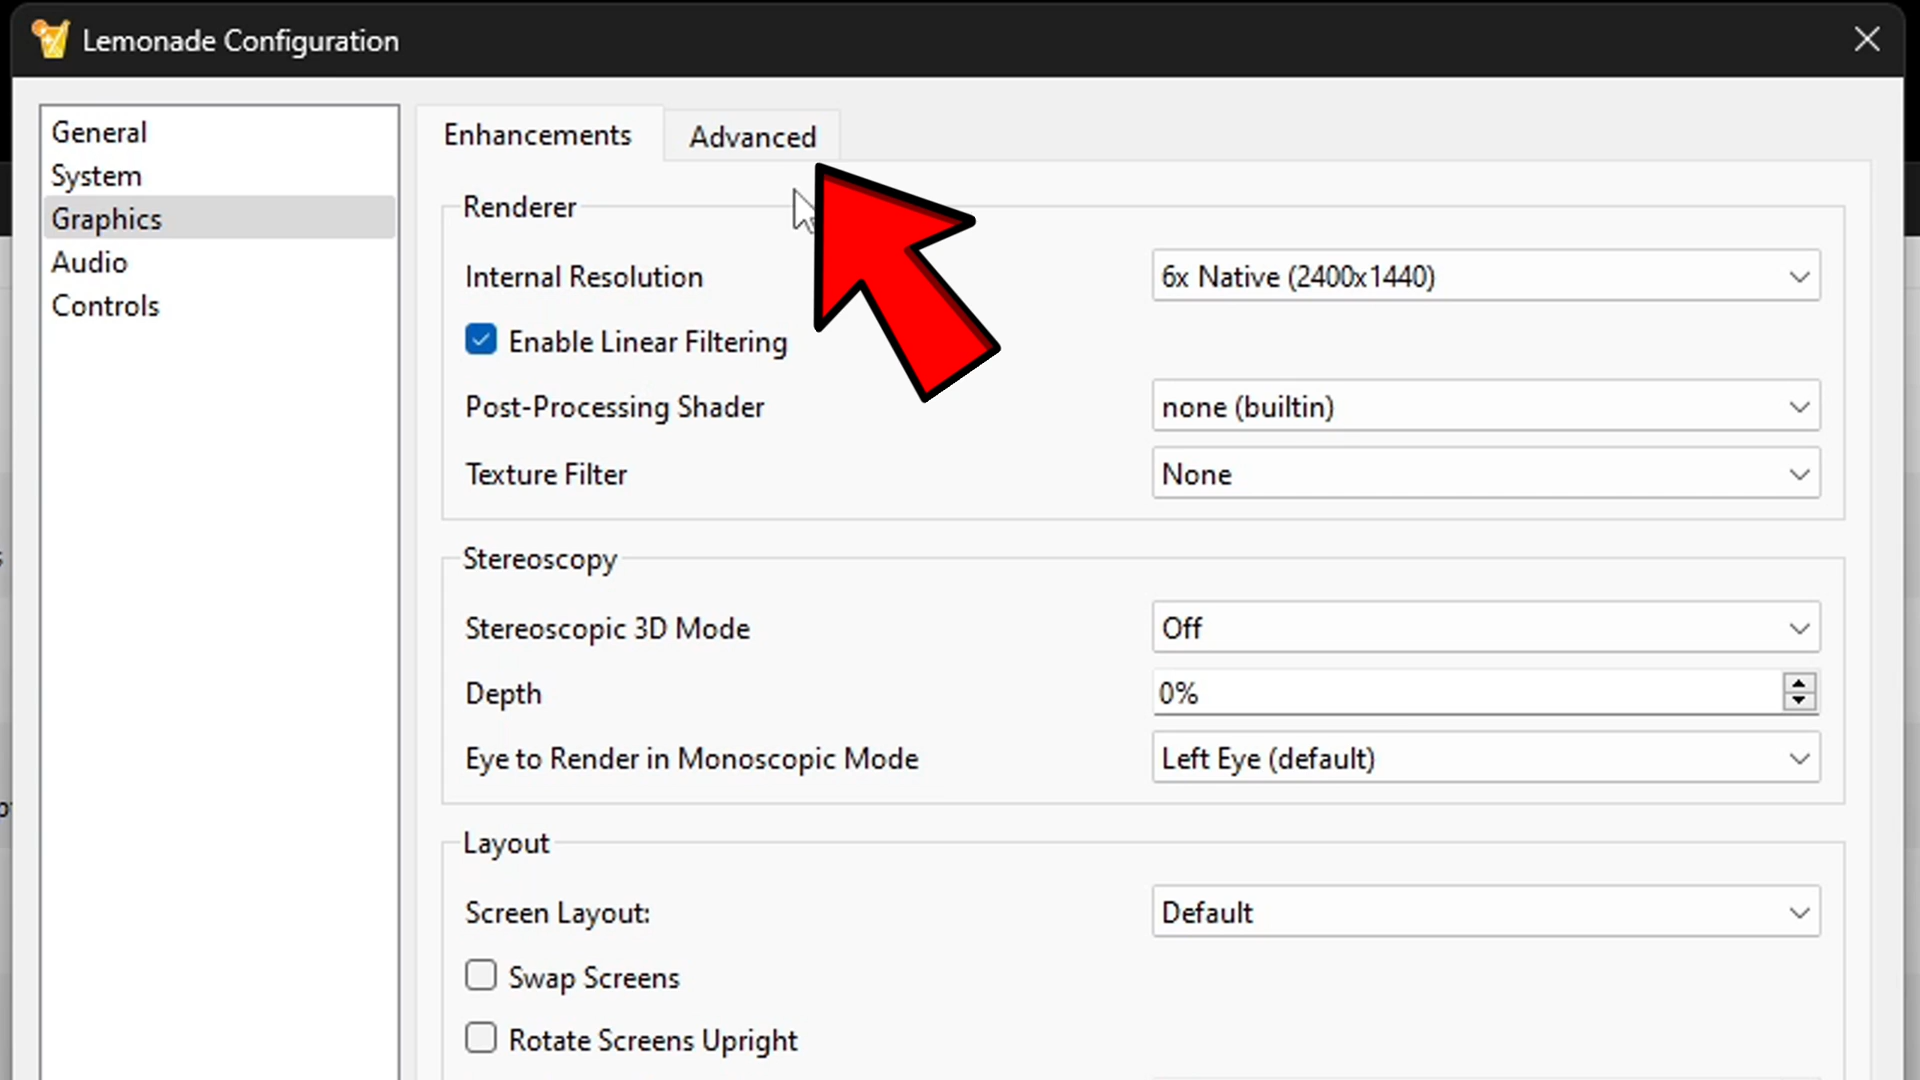 Lemonade Configuration
General
System
Graphics
Audio
Controls
Enhancements
Advanced
Renderer
Internal Resolution
6x Native (2400x1440)
Enable Linear Filtering
Post-Processing Shader
none (builtin)
Texture Filter
None
Stereoscopy
Stereoscopic 3D Mode
Off
Depth
0%
Eye to Render in Monoscopic Mode
Left Eye (default)
Layout
Screen Layout:
Default
Swap Screens
Rotate Screens Upright